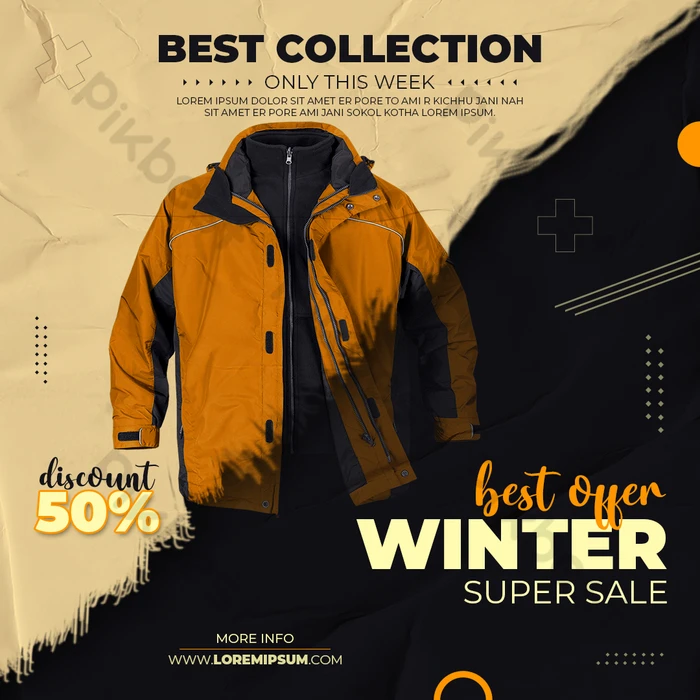 BEST COLLECTION
ONLY THIS WEEK
LOREM IPSUM DOLOR SIT AMET ER PORE TO AMI R KICHHU JANI NAH
SIT AMET ER PORE AMI JANI SOKOL KOTHA LOREM IPSUM.
discount
50%
best offer
WINTER
SUPER SALE
MORE INFO
WWW.LOREMIPSUM.COM